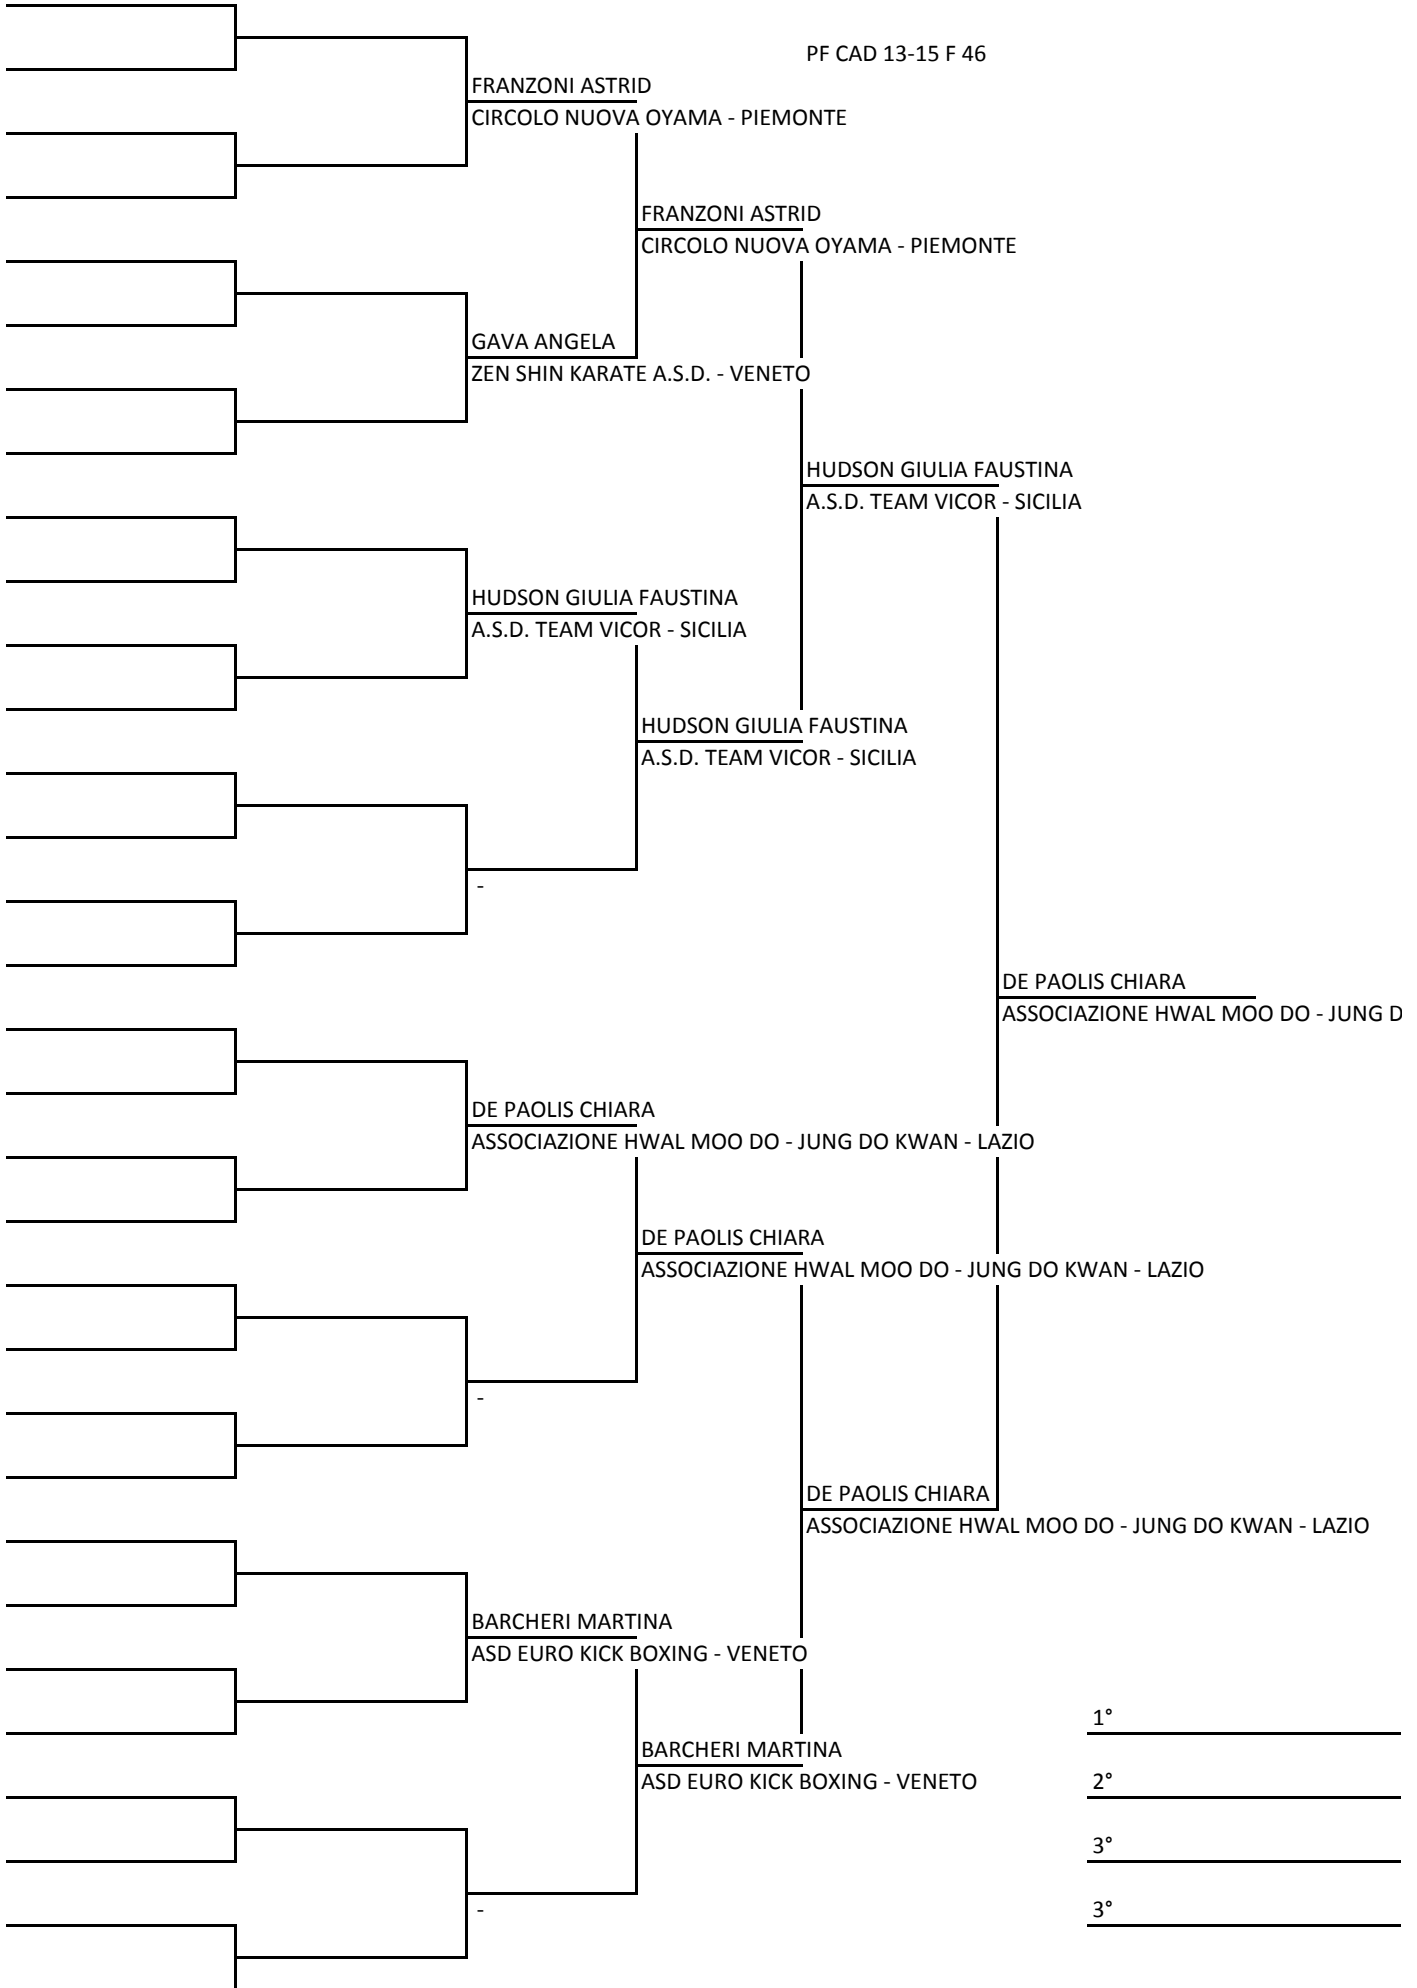 PF CAD 13-15 F 46
FRANZONI ASTRID
CIRCOLO NUOVA OYAMA - PIEMONTE
FRANZONI ASTRID
CIRCOLO NUOVA OYAMA - PIEMONTE
GAVA ANGELA
ZEN SHIN KARATE A.S.D. - VENETO
HUDSON GIULIA FAUSTINA
A.S.D. TEAM VICOR - SICILIA
HUDSON GIULIA FAUSTINA
A.S.D. TEAM VICOR - SICILIA
HUDSON GIULIA FAUSTINA
A.S.D. TEAM VICOR - SICILIA
-
DE PAOLIS CHIARA
ASSOCIAZIONE HWAL MOO DO - JUNG D
DE PAOLIS CHIARA
ASSOCIAZIONE HWAL MOO DO - JUNG DO KWAN - LAZIO
DE PAOLIS CHIARA
ASSOCIAZIONE HWAL MOO DO - JUNG DO KWAN - LAZIO
-
DE PAOLIS CHIARA
ASSOCIAZIONE HWAL MOO DO - JUNG DO KWAN - LAZIO
BARCHERI MARTINA
ASD EURO KICK BOXING - VENETO
1°
BARCHERI MARTINA
ASD EURO KICK BOXING - VENETO
2°
3°
-
3°